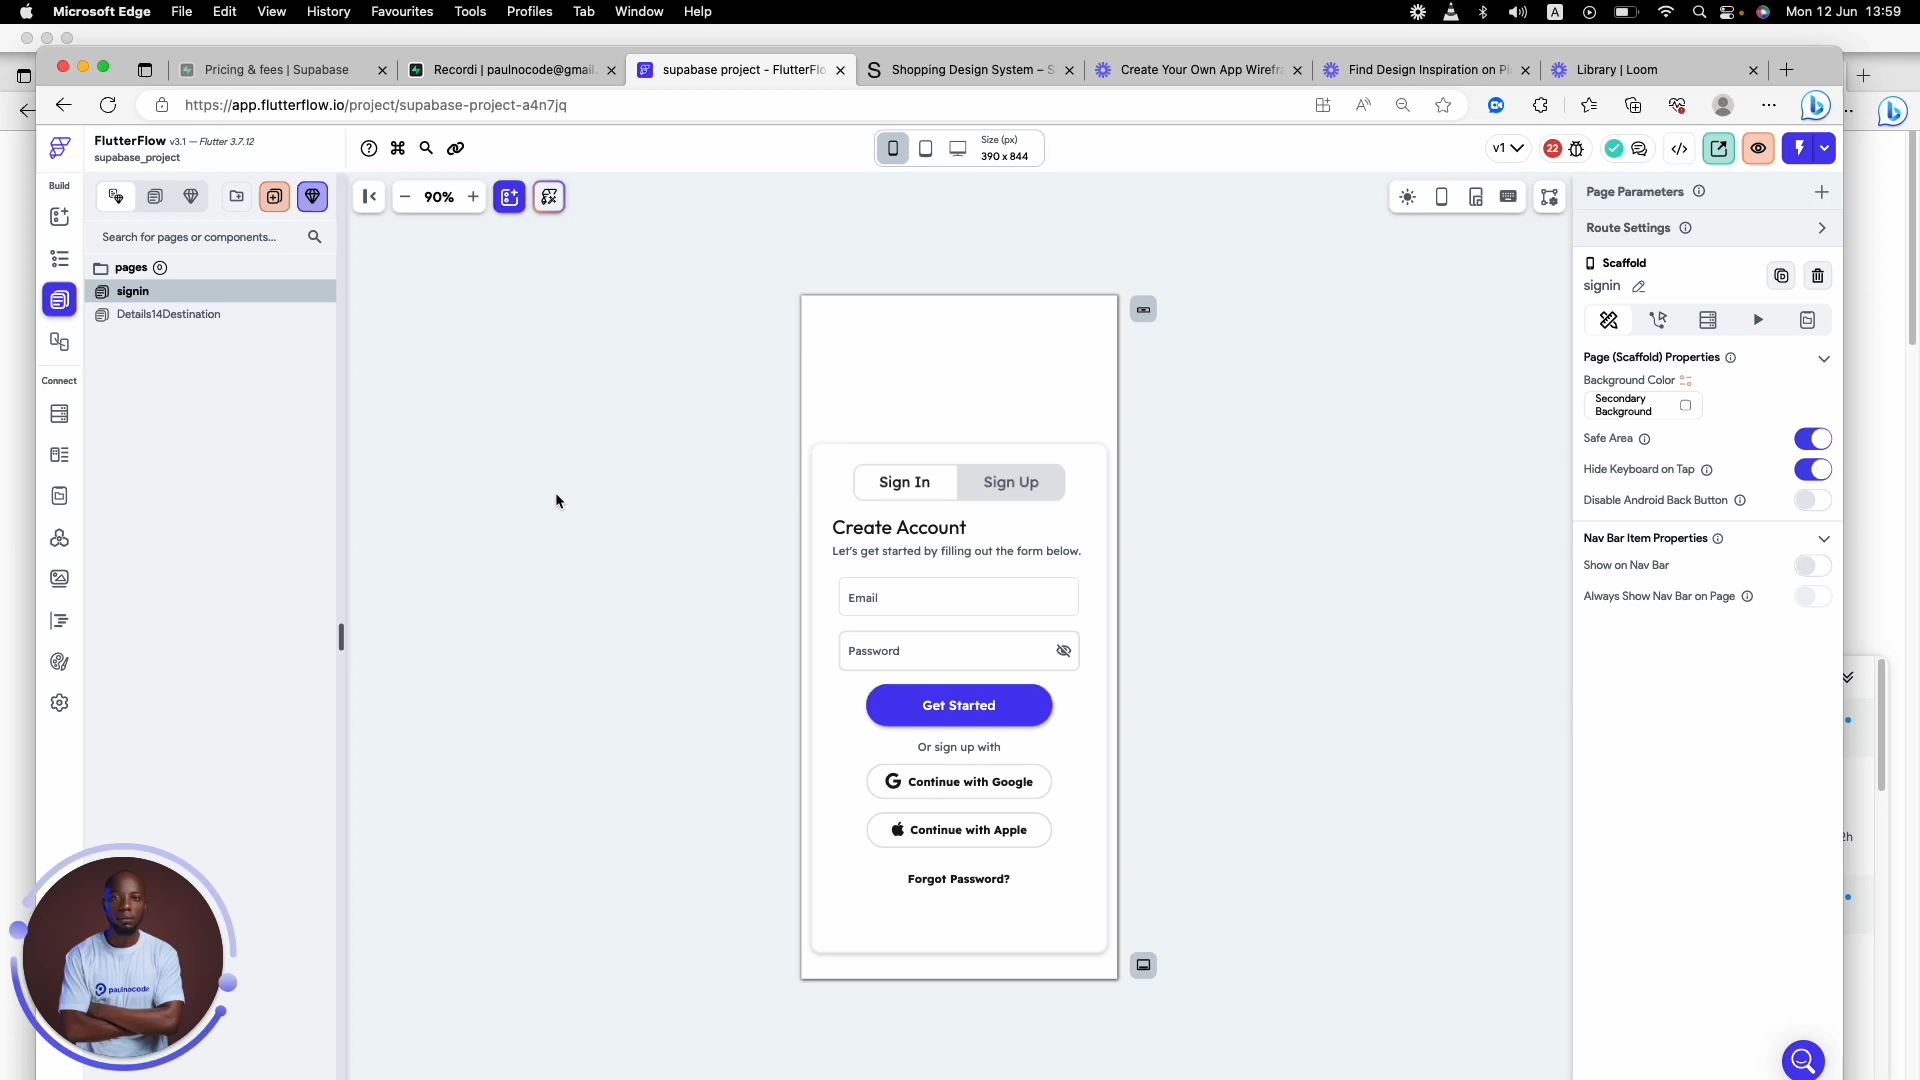 Microsoft Edge File Edit View History Favourites Tools Profiles Tab Window Help
A
Mon 12 Jun 13:59
Pricing & fees | Supabase
Recordi | paulnocode@gmail.
supabase project - FlutterFlo
Shopping Design System – S
Create Your Own App Wirefr
Find Design Inspiration on Pl
Library | Loom
https://app.flutterflow.io/project/supabase-project-a4n7jq
FlutterFlow v3.1 — Flutter 3.7.12
supabase_project
Size (px)
390 x 844
v1
22
Build
90%
Search for pages or components...
pages 0
signin
Details14Destination
Connect
Sign In
Sign Up
Create Account
Let's get started by filling out the form below.
Email
Password
Get Started
Or sign up with
Continue with Google
Continue with Apple
Forgot Password?
Page Parameters
Route Settings
Scaffold
signin
Page (Scaffold) Properties
Background Color
Secondary
Background
Safe Area
Hide Keyboard on Tap
Disable Android Back Button
Nav Bar Item Properties
Show on Nav Bar
Always Show Nav Bar on Page
2h
paulnocode